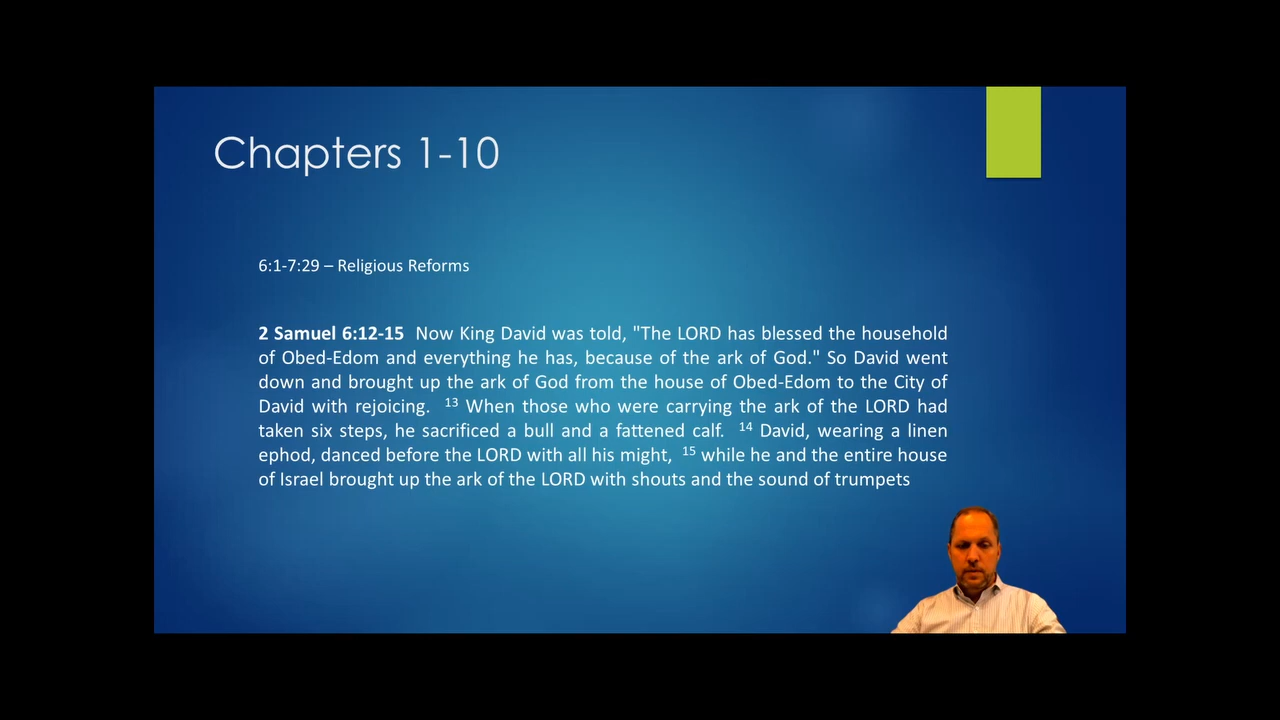 Chapters 1-10
6:1-7:29 – Religious Reforms
2 Samuel 6:12-15  Now King David was told, "The LORD has blessed the household
of Obed-Edom and everything he has, because of the ark of God." So David went
down and brought up the ark of God from the house of Obed-Edom to the City of
David with rejoicing.  13 When those who were carrying the ark of the LORD had
taken six steps, he sacrificed a bull and a fattened calf.  14 David, wearing a linen
ephod, danced before the LORD with all his might,  15 while he and the entire house
of Israel brought up the ark of the LORD with shouts and the sound of trumpets